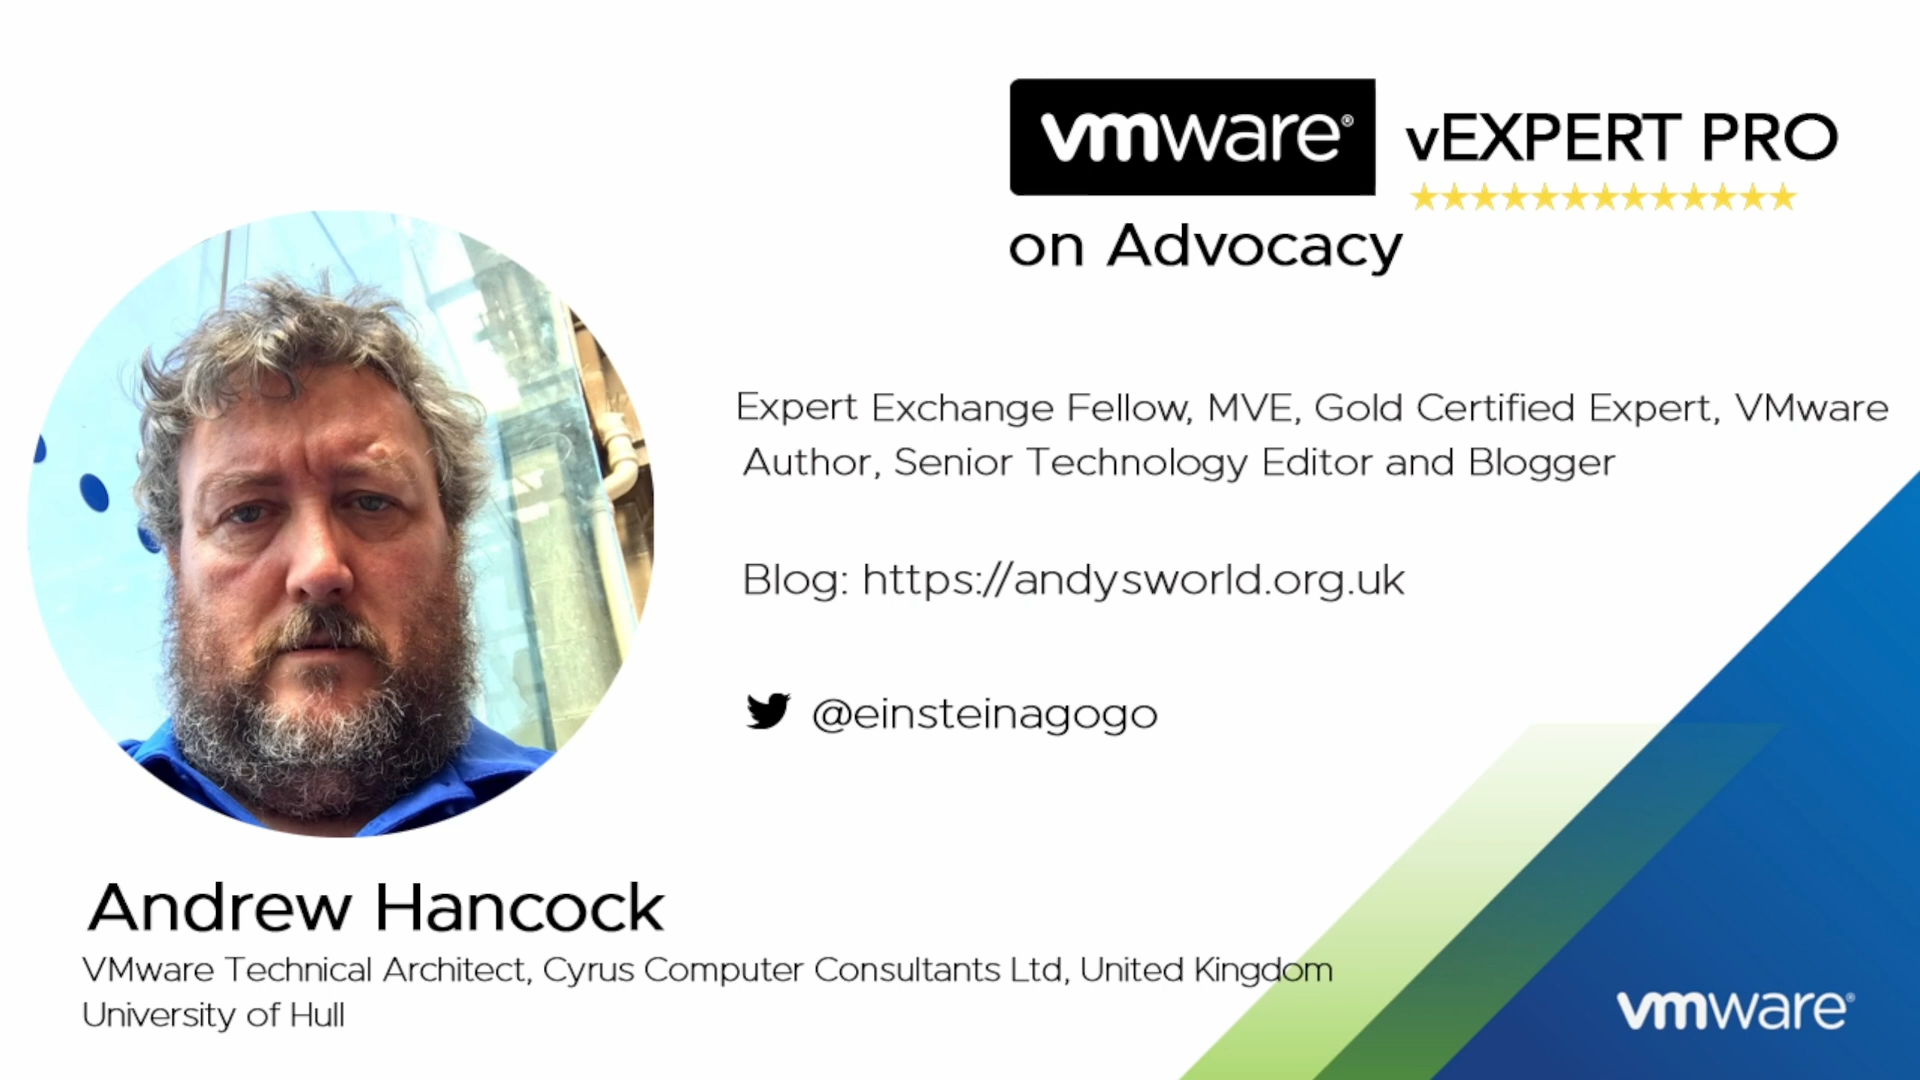 vmware® vEXPERT PRO
on Advocacy
Expert Exchange Fellow, MVE, Gold Certified Expert, VMware
Author, Senior Technology Editor and Blogger
Blog: https://andysworld.org.uk
@einsteinagogo
Andrew Hancock
VMware Technical Architect, Cyrus Computer Consultants Ltd, United Kingdom
University of Hull
vmware®